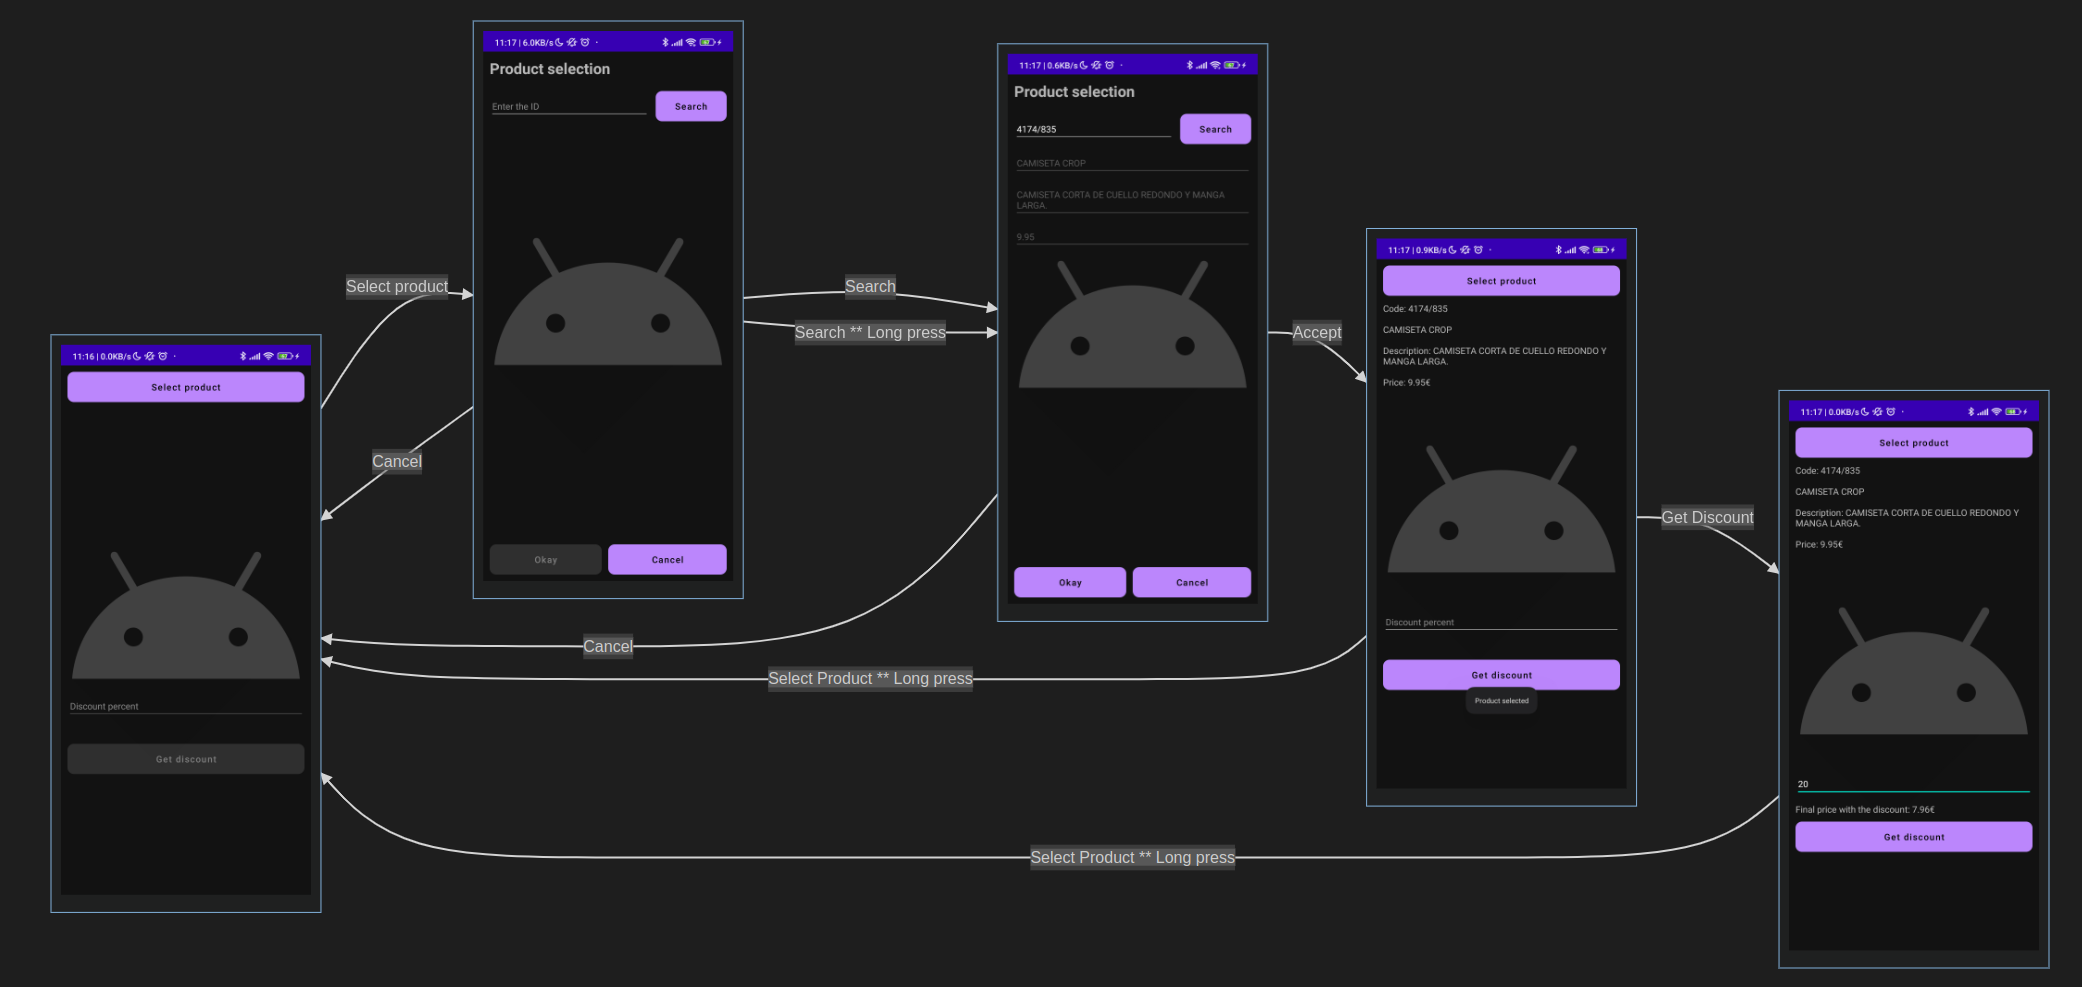 11:17 | 6.0KB/s
Product selection
Enter the ID
Search
Okay
Cancel
11:17 | 0.6KB/s
Product selection
4174/835
Search
CAMISETA CROP
CAMISETA CORTA DE CUELLO REDONDO Y MANGA
LARGA.
9.95
Okay
Cancel
Select product
Cancel
Search
Search ** Long press
Accept
11:16 | 0.0KB/s
Select product
Discount percent
Get discount
11:17 | 0.9KB/s
Select product
Code: 4174/835
CAMISETA CROP
Description: CAMISETA CORTA DE CUELLO REDONDO Y
MANGA LARGA.
Price: 9.95€
Discount percent
Get discount
Product selected
Get Discount
11:17 | 0.0KB/s
Select product
Code: 4174/835
CAMISETA CROP
Description: CAMISETA CORTA DE CUELLO REDONDO Y
MANGA LARGA.
Price: 9.95€
20
Final price with the discount: 7.96€
Get discount
Cancel
Select Product ** Long press
Select Product ** Long press